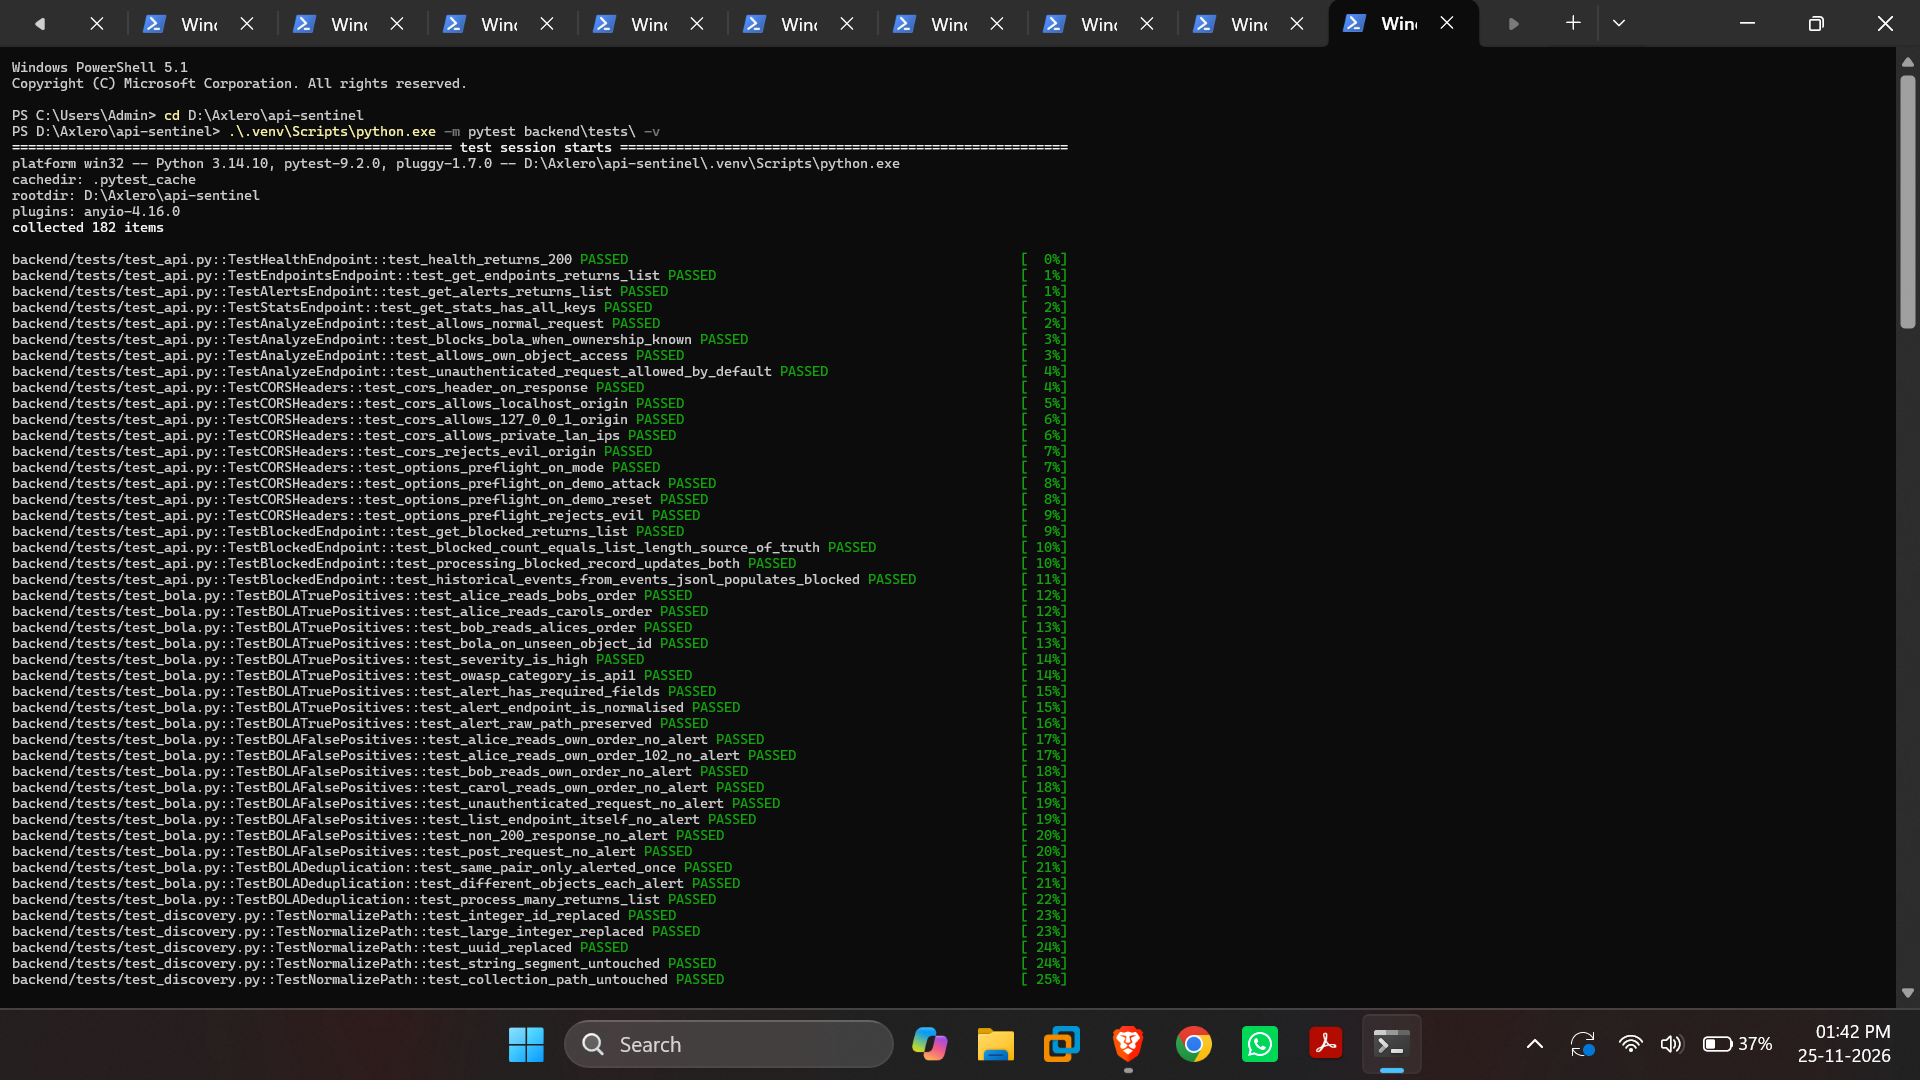 Winc Winc Winc Winc Winc Winc Winc Winc Winc
Windows PowerShell 5.1
Copyright (C) Microsoft Corporation. All rights reserved.
PS C:\Users\Admin> cd D:\Axlero\api-sentinel
PS D:\Axlero\api-sentinel> .\.venv\Scripts\python.exe -m pytest backend\tests\ -v
======================================================= test session starts ========================================================
platform win32 -- Python 3.14.10, pytest-9.2.0, pluggy-1.7.0 -- D:\Axlero\api-sentinel\.venv\Scripts\python.exe
cachedir: .pytest_cache
rootdir: D:\Axlero\api-sentinel
plugins: anyio-4.16.0
collected 182 items
backend/tests/test_api.py::TestHealthEndpoint::test_health_returns_200 PASSED [  0%]
backend/tests/test_api.py::TestEndpointsEndpoint::test_get_endpoints_returns_list PASSED [  1%]
backend/tests/test_api.py::TestAlertsEndpoint::test_get_alerts_returns_list PASSED [  1%]
backend/tests/test_api.py::TestStatsEndpoint::test_get_stats_has_all_keys PASSED [  2%]
backend/tests/test_api.py::TestAnalyzeEndpoint::test_allows_normal_request PASSED [  2%]
backend/tests/test_api.py::TestAnalyzeEndpoint::test_blocks_bola_when_ownership_known PASSED [  3%]
backend/tests/test_api.py::TestAnalyzeEndpoint::test_allows_own_object_access PASSED [  3%]
backend/tests/test_api.py::TestAnalyzeEndpoint::test_unauthenticated_request_allowed_by_default PASSED [  4%]
backend/tests/test_api.py::TestCORSHeaders::test_cors_header_on_response PASSED [  4%]
backend/tests/test_api.py::TestCORSHeaders::test_cors_allows_localhost_origin PASSED [  5%]
backend/tests/test_api.py::TestCORSHeaders::test_cors_allows_127_0_0_1_origin PASSED [  6%]
backend/tests/test_api.py::TestCORSHeaders::test_cors_allows_private_lan_ips PASSED [  6%]
backend/tests/test_api.py::TestCORSHeaders::test_cors_rejects_evil_origin PASSED [  7%]
backend/tests/test_api.py::TestCORSHeaders::test_options_preflight_on_mode PASSED [  7%]
backend/tests/test_api.py::TestCORSHeaders::test_options_preflight_on_demo_attack PASSED [  8%]
backend/tests/test_api.py::TestCORSHeaders::test_options_preflight_on_demo_reset PASSED [  8%]
backend/tests/test_api.py::TestCORSHeaders::test_options_preflight_rejects_evil PASSED [  9%]
backend/tests/test_api.py::TestBlockedEndpoint::test_get_blocked_returns_list PASSED [  9%]
backend/tests/test_api.py::TestBlockedEndpoint::test_blocked_count_equals_list_length_source_of_truth PASSED [ 10%]
backend/tests/test_api.py::TestBlockedEndpoint::test_processing_blocked_record_updates_both PASSED [ 10%]
backend/tests/test_api.py::TestBlockedEndpoint::test_historical_events_from_events_jsonl_populates_blocked PASSED [ 11%]
backend/tests/test_bola.py::TestBOLATruePositives::test_alice_reads_bobs_order PASSED [ 12%]
backend/tests/test_bola.py::TestBOLATruePositives::test_alice_reads_carols_order PASSED [ 12%]
backend/tests/test_bola.py::TestBOLATruePositives::test_bob_reads_alices_order PASSED [ 13%]
backend/tests/test_bola.py::TestBOLATruePositives::test_bola_on_unseen_object_id PASSED [ 13%]
backend/tests/test_bola.py::TestBOLATruePositives::test_severity_is_high PASSED [ 14%]
backend/tests/test_bola.py::TestBOLATruePositives::test_owasp_category_is_api1 PASSED [ 14%]
backend/tests/test_bola.py::TestBOLATruePositives::test_alert_has_required_fields PASSED [ 15%]
backend/tests/test_bola.py::TestBOLATruePositives::test_alert_endpoint_is_normalised PASSED [ 15%]
backend/tests/test_bola.py::TestBOLATruePositives::test_alert_raw_path_preserved PASSED [ 16%]
backend/tests/test_bola.py::TestBOLAFalsePositives::test_alice_reads_own_order_no_alert PASSED [ 17%]
backend/tests/test_bola.py::TestBOLAFalsePositives::test_alice_reads_own_order_102_no_alert PASSED [ 17%]
backend/tests/test_bola.py::TestBOLAFalsePositives::test_bob_reads_own_order_no_alert PASSED [ 18%]
backend/tests/test_bola.py::TestBOLAFalsePositives::test_carol_reads_own_order_no_alert PASSED [ 18%]
backend/tests/test_bola.py::TestBOLAFalsePositives::test_unauthenticated_request_no_alert PASSED [ 19%]
backend/tests/test_bola.py::TestBOLAFalsePositives::test_list_endpoint_itself_no_alert PASSED [ 19%]
backend/tests/test_bola.py::TestBOLAFalsePositives::test_non_200_response_no_alert PASSED [ 20%]
backend/tests/test_bola.py::TestBOLAFalsePositives::test_post_request_no_alert PASSED [ 20%]
backend/tests/test_bola.py::TestBOLADeduplication::test_same_pair_only_alerted_once PASSED [ 21%]
backend/tests/test_bola.py::TestBOLADeduplication::test_different_objects_each_alert PASSED [ 21%]
backend/tests/test_bola.py::TestBOLADeduplication::test_process_many_returns_list PASSED [ 22%]
backend/tests/test_discovery.py::TestNormalizePath::test_integer_id_replaced PASSED [ 23%]
backend/tests/test_discovery.py::TestNormalizePath::test_large_integer_replaced PASSED [ 23%]
backend/tests/test_discovery.py::TestNormalizePath::test_uuid_replaced PASSED [ 24%]
backend/tests/test_discovery.py::TestNormalizePath::test_string_segment_untouched PASSED [ 24%]
backend/tests/test_discovery.py::TestNormalizePath::test_collection_path_untouched PASSED [ 25%]
Search
37%
01:42 PM
25-11-2026